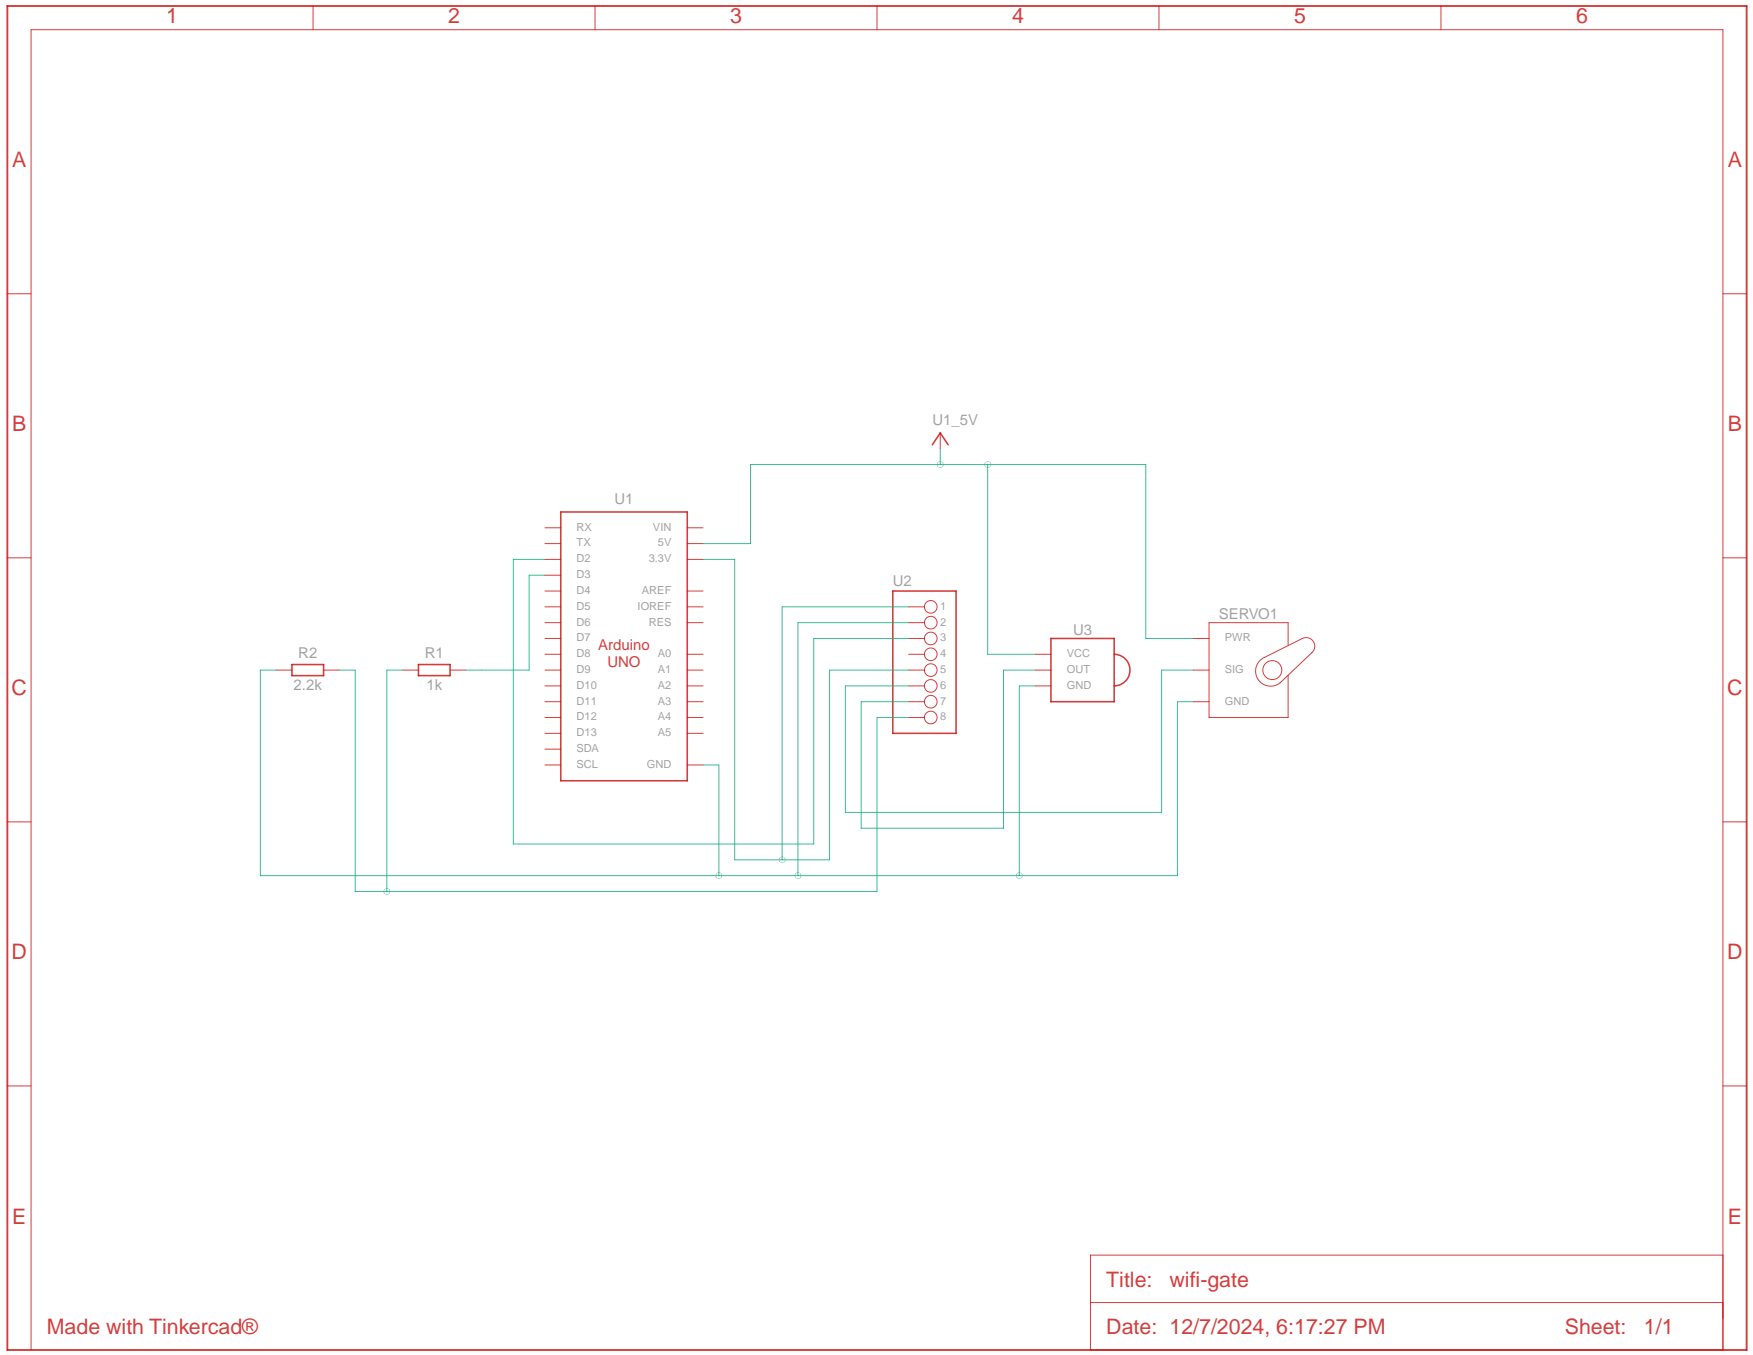 1 2 3 4 5 6
A A
B B
C C
D D
E E
U1_5V
U1
RX VIN
TX 5V
D2 3.3V
D3
D4 AREF
D5 IOREF
D6 RES
D7
Arduino
UNO
D8 A0
D9 A1
D10 A2
D11 A3
D12 A4
D13 A5
SDA
SCL GND
R2
2.2k
R1
1k
U2
1
2
3
4
5
6
7
8
U3
VCC
OUT
GND
SERVO1
PWR
SIG
GND
Title: wifi-gate
Date: 12/7/2024, 6:17:27 PM Sheet: 1/1
Made with Tinkercad®